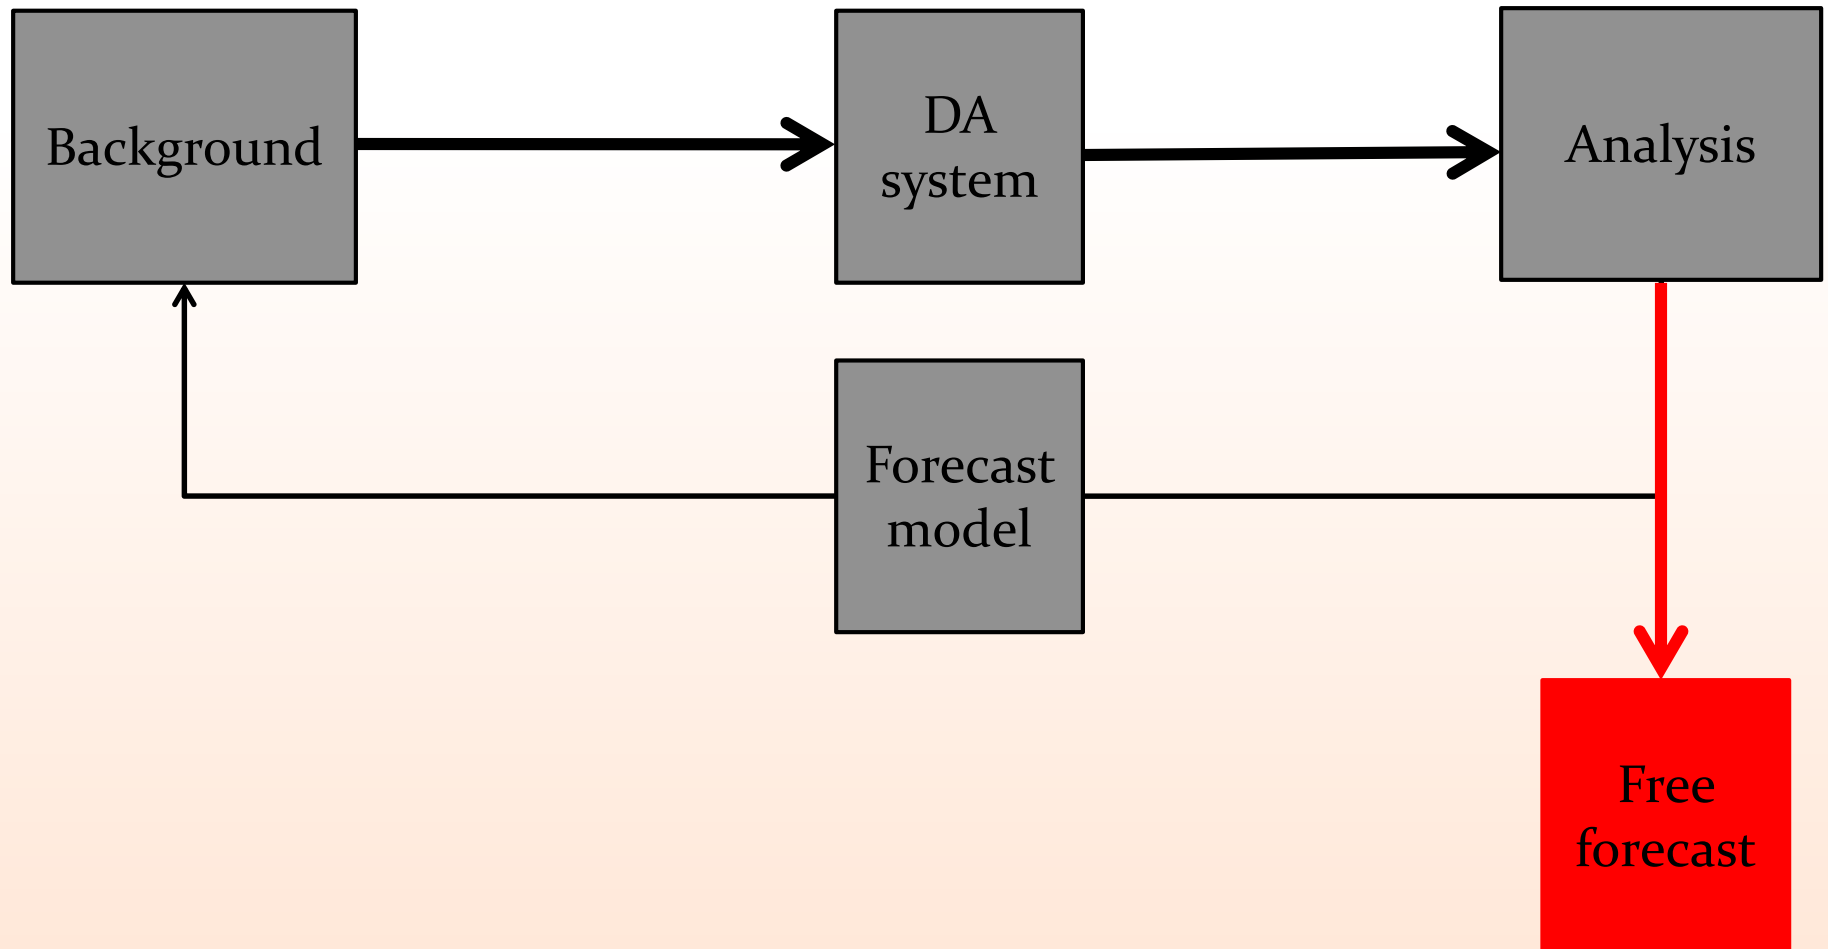 Background
DA
system
Analysis
Forecast
model
Free
forecast